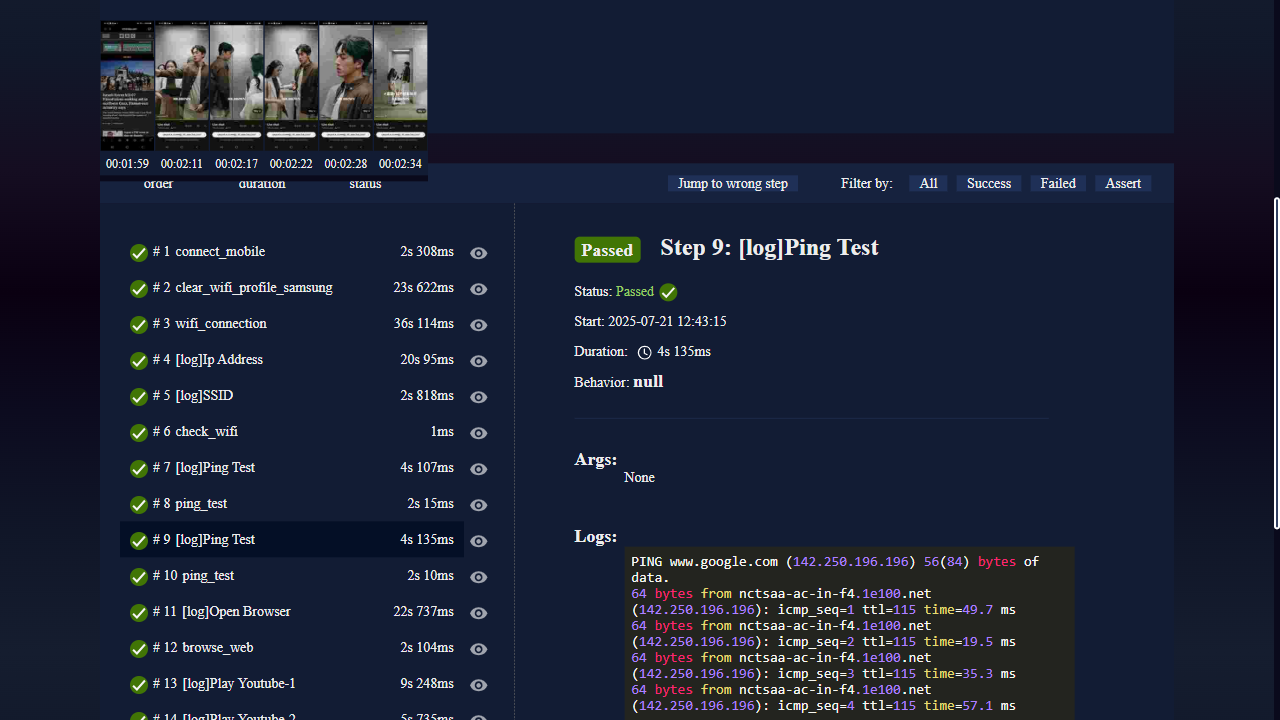 00:01:59 00:02:11 00:02:17 00:02:22 00:02:28 00:02:34
order duration status
Jump to wrong step Filter by: All Success Failed Assert
# 1 connect_mobile 2s 308ms
# 2 clear_wifi_profile_samsung 23s 622ms
# 3 wifi_connection 36s 114ms
# 4 [log]Ip Address 20s 95ms
# 5 [log]SSID 2s 818ms
# 6 check_wifi 1ms
# 7 [log]Ping Test 4s 107ms
# 8 ping_test 2s 15ms
# 9 [log]Ping Test 4s 135ms
# 10 ping_test 2s 10ms
# 11 [log]Open Browser 22s 737ms
# 12 browse_web 2s 104ms
# 13 [log]Play Youtube-1 9s 248ms
# 14 [log]Play Youtube-2 5s 735ms
Passed Step 9: [log]Ping Test
Status: Passed
Start: 2025-07-21 12:43:15
Duration: 4s 135ms
Behavior: null
Args:
None
Logs:
PING www.google.com (142.250.196.196) 56(84) bytes of
data.
64 bytes from nctsaa-ac-in-f4.1e100.net
(142.250.196.196): icmp_seq=1 ttl=115 time=49.7 ms
64 bytes from nctsaa-ac-in-f4.1e100.net
(142.250.196.196): icmp_seq=2 ttl=115 time=19.5 ms
64 bytes from nctsaa-ac-in-f4.1e100.net
(142.250.196.196): icmp_seq=3 ttl=115 time=35.3 ms
64 bytes from nctsaa-ac-in-f4.1e100.net
(142.250.196.196): icmp_seq=4 ttl=115 time=57.1 ms